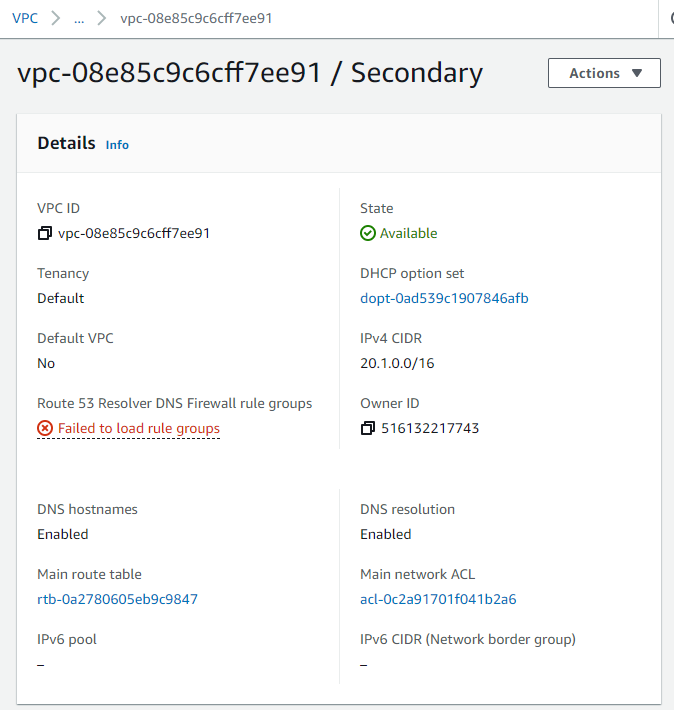 VPC > ... > vpc-08e85c9c6cff7ee91
vpc-08e85c9c6cff7ee91 / Secondary
Actions ▼
Details Info
VPC ID
vpc-08e85c9c6cff7ee91
State
Available
Tenancy
Default
DHCP option set
dopt-0ad539c1907846afb
Default VPC
No
IPv4 CIDR
20.1.0.0/16
Route 53 Resolver DNS Firewall rule groups
Failed to load rule groups
Owner ID
516132217743
DNS hostnames
Enabled
DNS resolution
Enabled
Main route table
rtb-0a2780605eb9c9847
Main network ACL
acl-0c2a91701f041b2a6
IPv6 pool
–
IPv6 CIDR (Network border group)
–